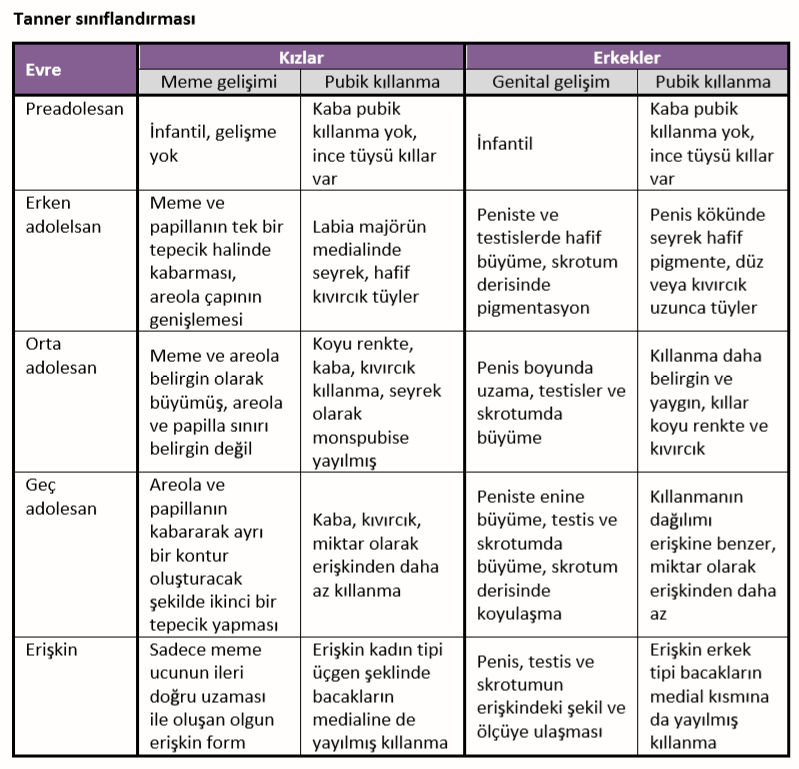 Tanner sınıflandırması
Evre
Kızlar
Erkekler
Meme gelişimi
Pubik kıllanma
Genital gelişim
Pubik kıllanma
Preadolesan
İnfantil, gelişme
yok
Kaba pubik
kıllanma yok,
ince tüysü kıllar
var
İnfantil
Kaba pubik
kıllanma yok,
ince tüysü kıllar
var
Erken
adolelsan
Meme ve
papillanın tek bir
tepecik halinde
kabarması,
areola çapının
genişlemesi
Labia majörün
medialinde
seyrek, hafif
kıvırcık tüyler
Peniste ve
testislerde hafif
büyüme, skrotum
derisinde
pigmentasyon
Penis kökünde
seyrek hafif
pigmente, düz
veya kıvırcık
uzunca tüyler
Orta
adolesan
Meme ve areola
belirgin olarak
büyümüş, areola
ve papilla sınırı
belirgin değil
Koyu renkte,
kaba, kıvırcık
kıllanma, seyrek
olarak
monspubise
yayılmış
Penis boyunda
uzama, testisler ve
skrotumda
büyüme
Kıllanma daha
belirgin ve
yaygın, kıllar
koyu renkte ve
kıvırcık
Geç
adolesan
Areola ve
papillanın
kabararak ayrı
bir kontur
oluşturacak
şekilde ikinci bir
tepecik yapması
Kaba, kıvırcık,
miktar olarak
erişkinden daha
az kıllanma
Peniste enine
büyüme, testis ve
skrotumda
büyüme, skrotum
derisinde
koyulaşma
Kıllanmanın
dağılımı
erişkine benzer,
miktar olarak
erişkinden daha
az
Erişkin
Sadece meme
ucunun ileri
doğru uzaması
ile oluşan olgun
erişkin form
Erişkin kadın tipi
üçgen şeklinde
bacakların
medialine de
yayılmış kıllanma
Penis, testis ve
skrotumun
erişkindeki şekil ve
ölçüye ulaşması
Erişkin erkek
tipi bacakların
medial kısmına
da yayılmış
kıllanma